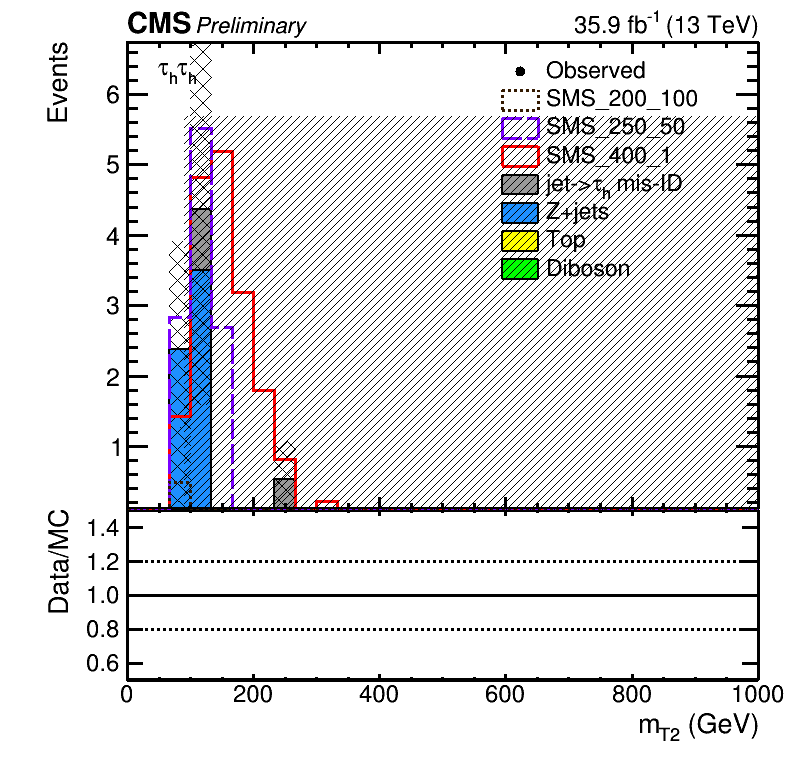 CMS Preliminary 35.9 fb⁻¹ (13 TeV)
Events
τhτh
6
5
4
3
2
1
Observed
SMS_200_100
SMS_250_50
SMS_400_1
jet->τh mis-ID
Z+jets
Top
Diboson
Data/MC
1.4
1.2
1.0
0.8
0.6
0 200 400 600 800 1000
mT2 (GeV)